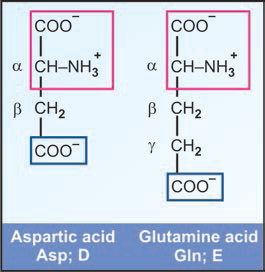 COO⁻ COO⁻
α CH–NH₃⁺ α CH–NH₃⁺
β CH₂ β CH₂
COO⁻ γ CH₂
COO⁻
Aspartic acid Glutamine acid
Asp; D Gln; E